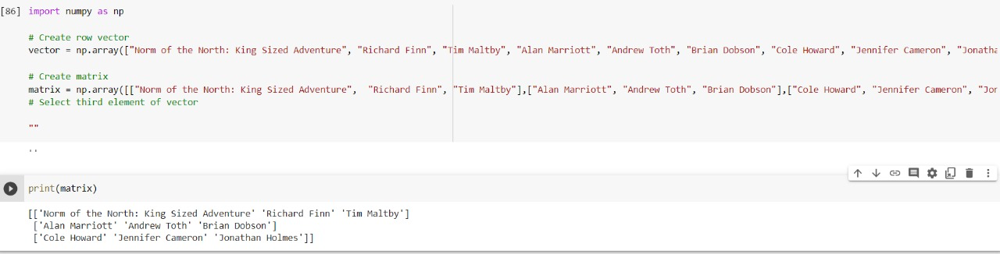 [86] import numpy as np
# Create row vector
vector = np.array(["Norm of the North: King Sized Adventure", "Richard Finn", "Tim Maltby", "Alan Marriott", "Andrew Toth", "Brian Dobson", "Cole Howard", "Jennifer Cameron", "Jonatha
# Create matrix
matrix = np.array([["Norm of the North: King Sized Adventure",  "Richard Finn", "Tim Maltby"],["Alan Marriott", "Andrew Toth", "Brian Dobson"],["Cole Howard", "Jennifer Cameron", "Jor
# Select third element of vector
""
''
print(matrix)
[['Norm of the North: King Sized Adventure' 'Richard Finn' 'Tim Maltby']
 ['Alan Marriott' 'Andrew Toth' 'Brian Dobson']
 ['Cole Howard' 'Jennifer Cameron' 'Jonathan Holmes']]